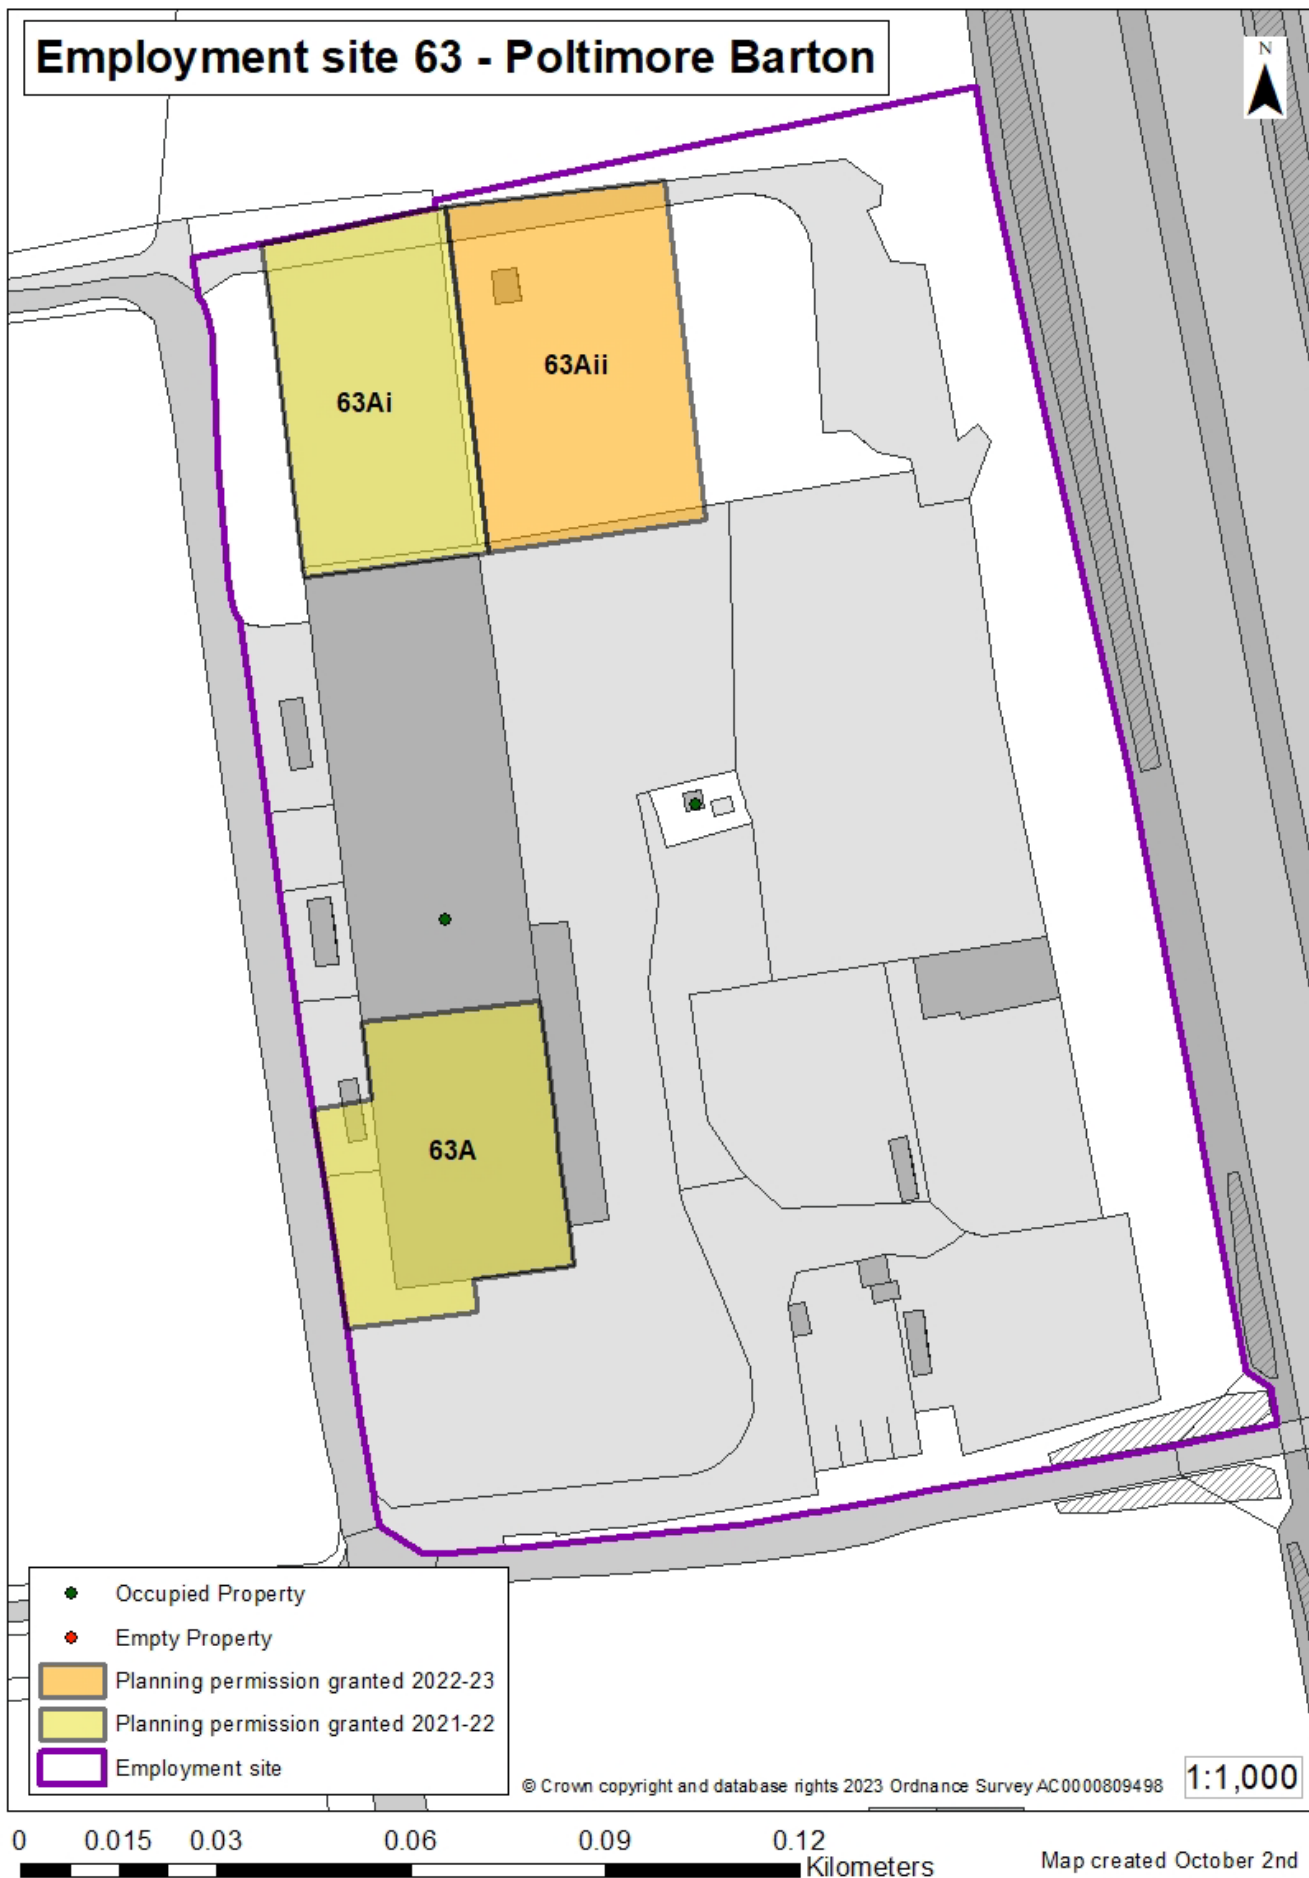 Employment site 63 - Poltimore Barton
N
63Aii
63Ai
63A
Occupied Property
Empty Property
Planning permission granted 2022-23
Planning permission granted 2021-22
Employment site
© Crown copyright and database rights 2023 Ordnance Survey AC0000809498
1:1,000
0 0.015 0.03 0.06 0.09 0.12
Kilometers
Map created October 2nd